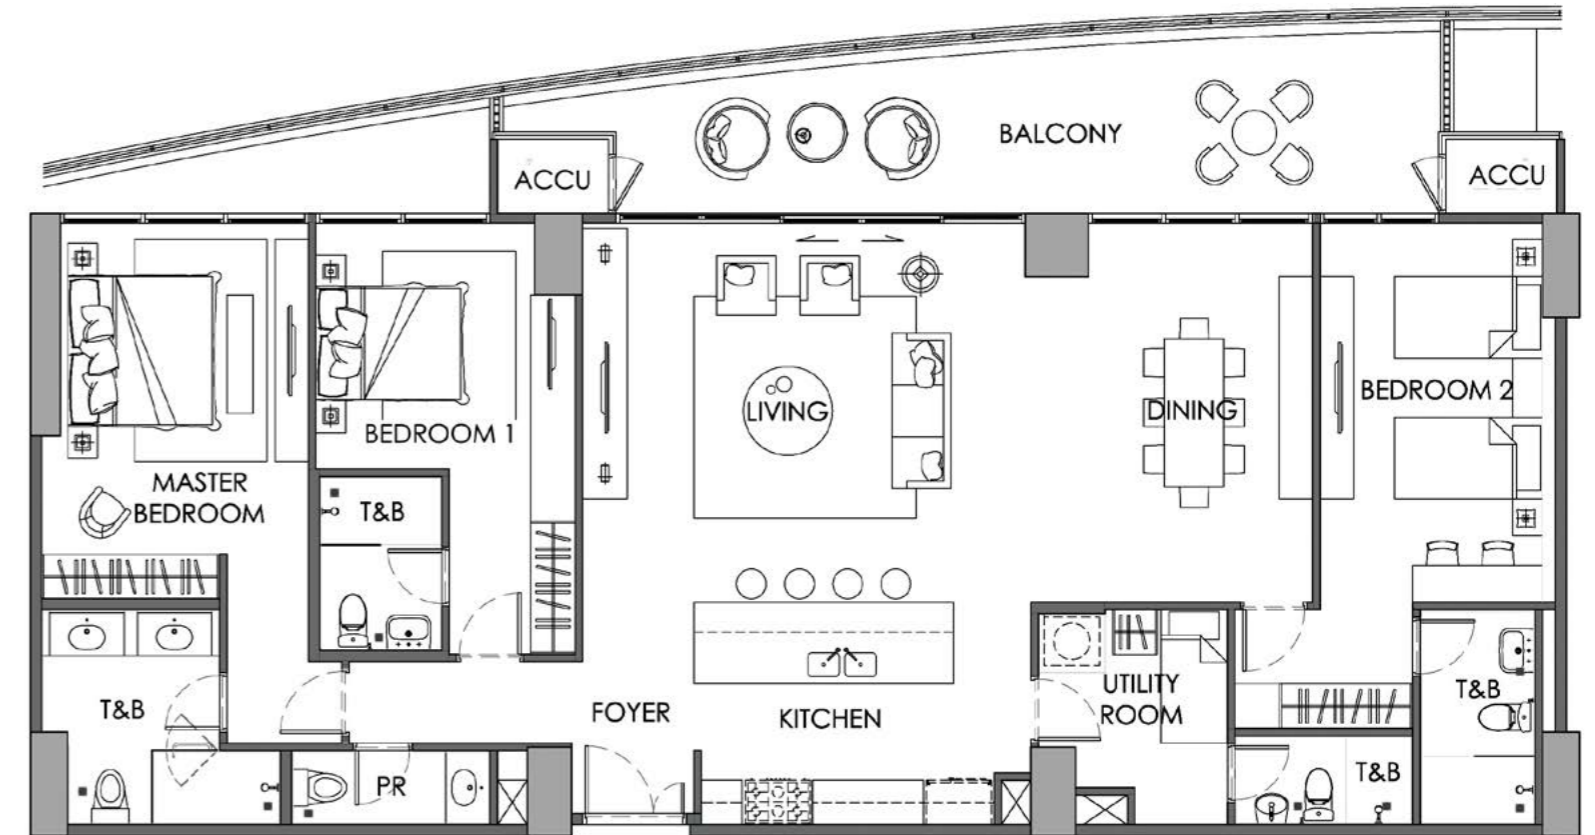 BALCONY
ACCU
ACCU
BEDROOM 2
LIVING
DINING
BEDROOM 1
MASTER
BEDROOM
T&B
UTILITY
ROOM
T&B
T&B
FOYER
KITCHEN
T&B
PR